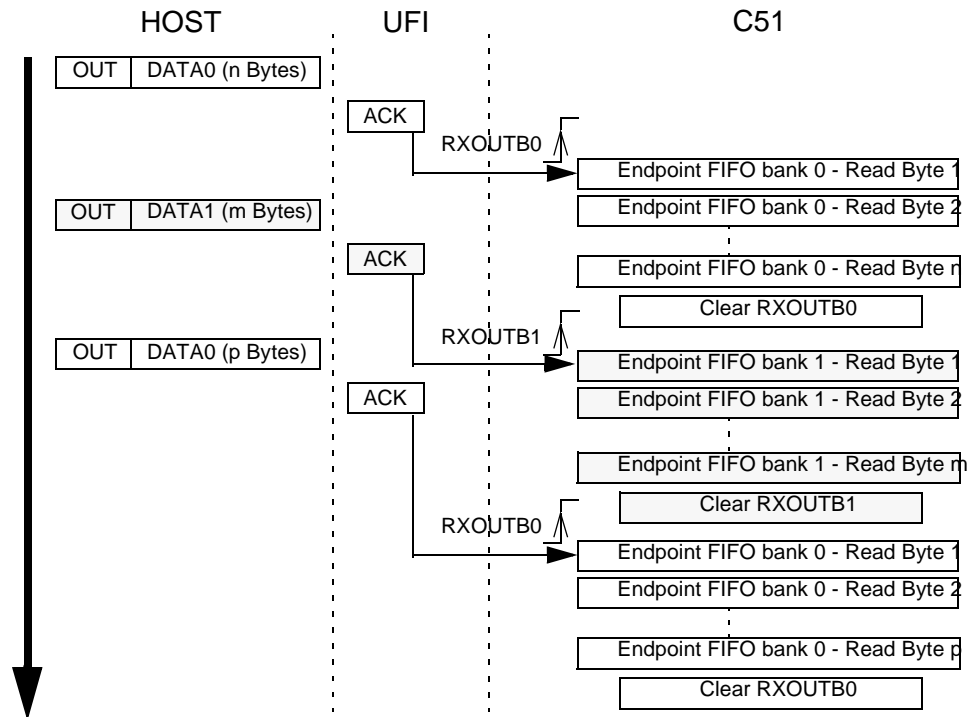 HOST UFI C51
OUT DATA0 (n Bytes)
ACK
RXOUTB0
Endpoint FIFO bank 0 - Read Byte 1
OUT DATA1 (m Bytes)
Endpoint FIFO bank 0 - Read Byte 2
ACK
Endpoint FIFO bank 0 - Read Byte n
Clear RXOUTB0
RXOUTB1
OUT DATA0 (p Bytes)
Endpoint FIFO bank 1 - Read Byte 1
ACK
Endpoint FIFO bank 1 - Read Byte 2
Endpoint FIFO bank 1 - Read Byte m
Clear RXOUTB1
RXOUTB0
Endpoint FIFO bank 0 - Read Byte 1
Endpoint FIFO bank 0 - Read Byte 2
Endpoint FIFO bank 0 - Read Byte p
Clear RXOUTB0